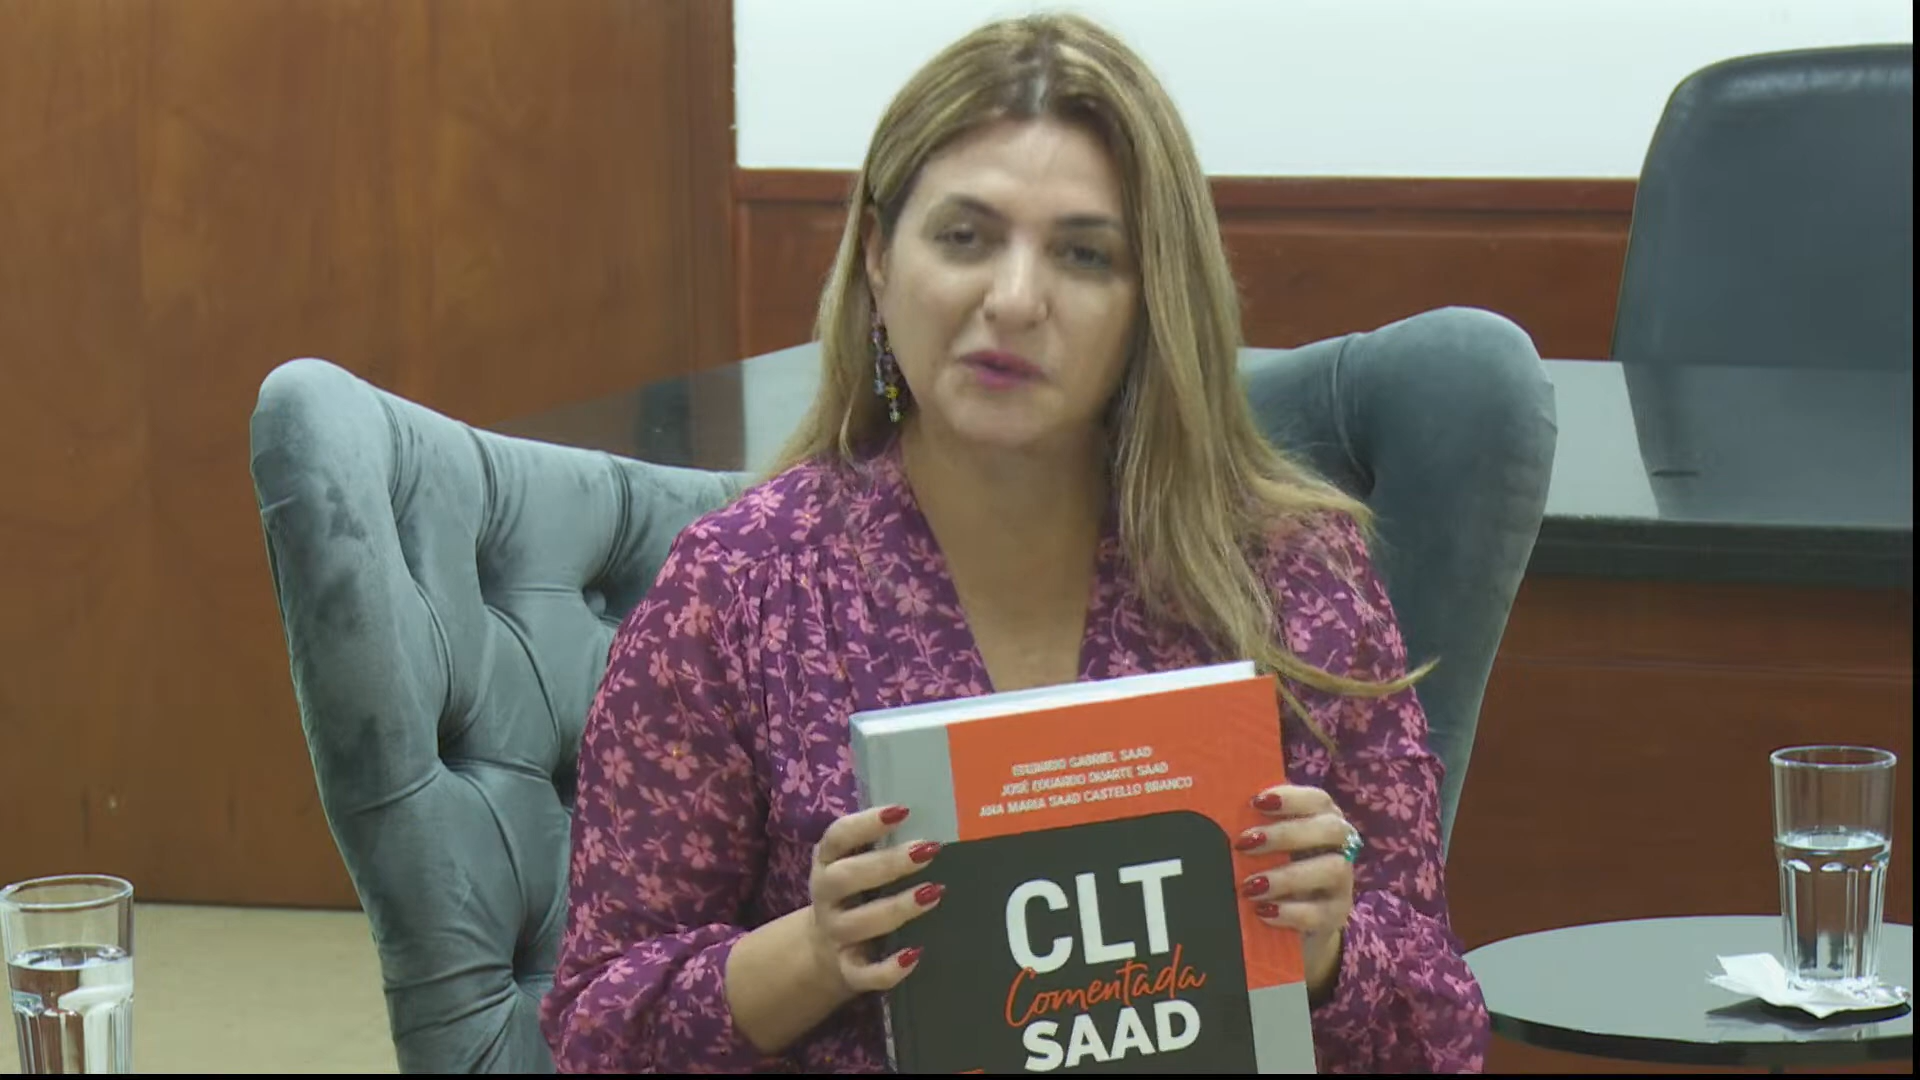 EDUARDO GABRIEL SAAD
JOSÉ EDUARDO DUARTE SAAD
ANA MARIA SAAD CASTELLO BRANCO
CLT
Comentada
SAAD